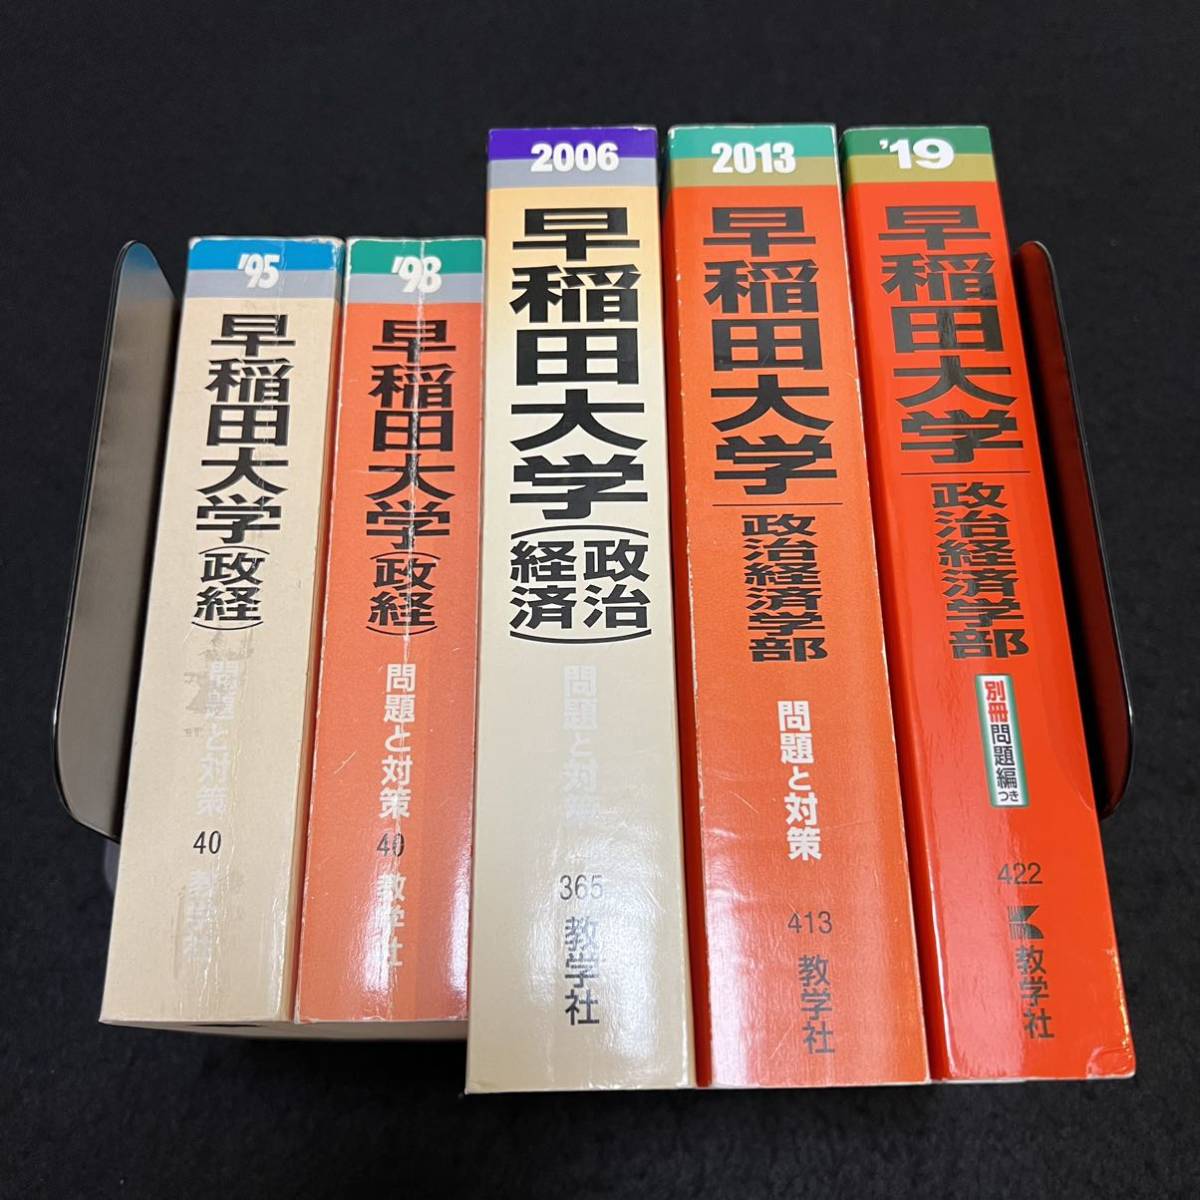 '95
早稲田大学(政経)
問題と対策
40
教学社
'98
早稲田大学(政経)
問題と対策
40
教学社
2006
早稲田大学(政治経済)
問題と対策
365
教学社
2013
早稲田大学
政治経済学部
問題と対策
413
教学社
'19
早稲田大学
政治経済学部
別冊問題編つき
422
K
教学社